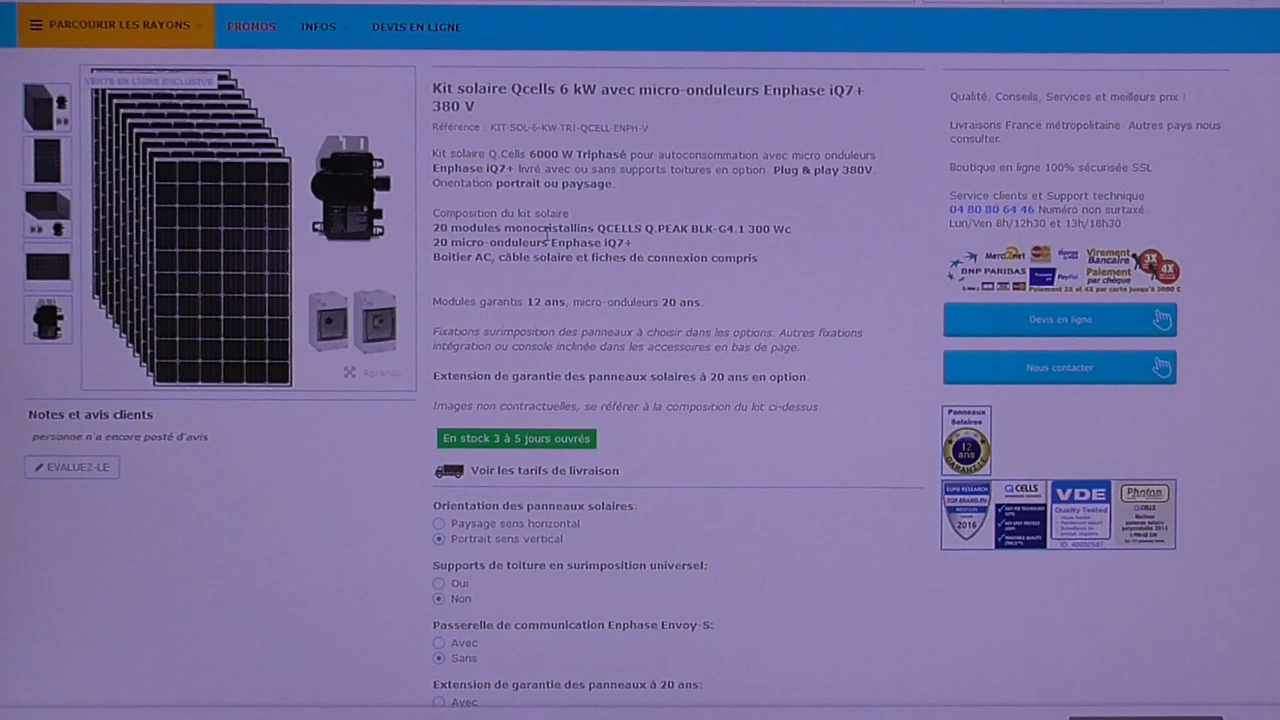 PARCOURIR LES RAYONS
PROMOS
INFOS
DEVIS EN LIGNE
VENTE EN LIGNE EXCLUSIVE
Agrandir
Notes et avis clients
personne n'a encore posté d'avis
EVALUEZ-LE
Kit solaire Qcells 6 kW avec micro-onduleurs Enphase iQ7+
380 V
Référence : KIT-SOL-6-KW-TRI-QCELL-ENPH-V
Kit solaire Q.Cells 6000 W Triphasé pour autoconsommation avec micro onduleurs
Enphase iQ7+ livré avec ou sans supports toitures en option. Plug & play 380V.
Orientation portrait ou paysage.
Composition du kit solaire
20 modules monocristallins QCELLS Q.PEAK BLK-G4.1 300 Wc
20 micro-onduleurs Enphase iQ7+
Boitier AC, câble solaire et fiches de connexion compris
Modules garantis 12 ans, micro-onduleurs 20 ans
Fixations surimposition des panneaux à choisir dans les options. Autres fixations
intégration ou console inclinée dans les accessoires en bas de page.
Extension de garantie des panneaux solaires à 20 ans en option.
Images non contractuelles, se référer à la composition du kit ci-dessus.
En stock 3 à 5 jours ouvrés
Voir les tarifs de livraison
Orientation des panneaux solaires:
Paysage sens horizontal
Portrait sens vertical
Supports de toiture en surimposition universel:
Oui
Non
Passerelle de communication Enphase Envoy-S:
Avec
Sans
Extension de garantie des panneaux à 20 ans:
Avec
Qualité, Conseils, Services et meilleurs prix !
Livraisons France métropolitaine. Autres pays nous
consulter.
Boutique en ligne 100% sécurisée SSL
Service clients et Support technique
04 80 80 64 46 Numéro non surtaxé.
Lun/Ven 8h/12h30 et 13h/18h30
BNP PARIBAS
PayPal
Virement
Bancaire
Paiement
par chèque
3X
4X
Paiement 3X et 4X par carte jusqu'à 3000 €
Devis en ligne
Nous contacter
Panneaux
Solaires
12
ans
GARANTIE
EUPD RESEARCH
TOP BRAND PV
2016
Q CELLS
VDE
Quality Tested
Photon
Q CELLS